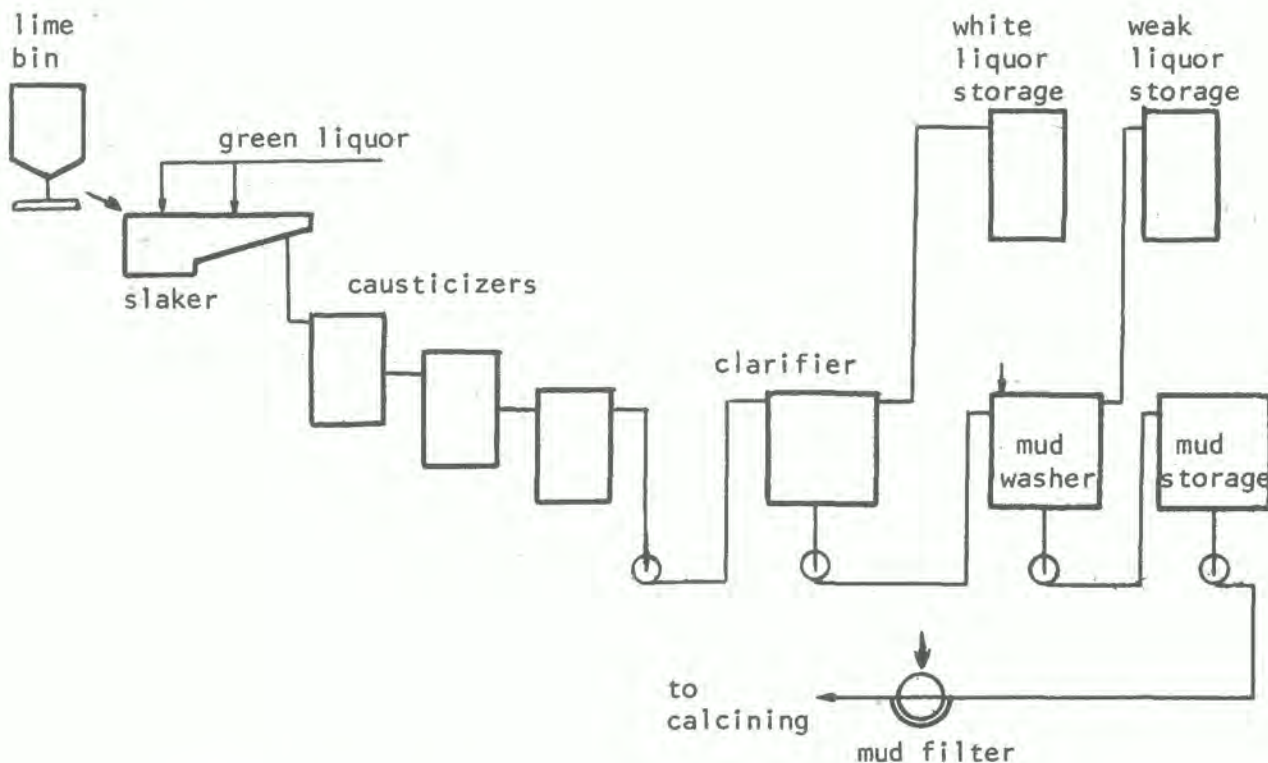 lime
bin
white
liquor
storage
weak
liquor
storage
green liquor
slaker
causticizers
clarifier
mud
washer
mud
storage
to
calcining
mud filter